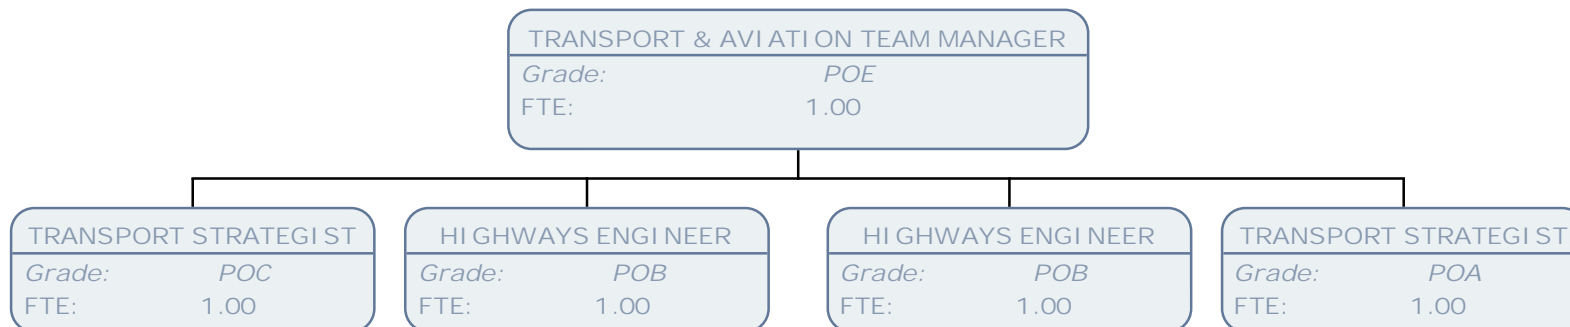 TRANSPORT & AVIATION TEAM MANAGER
Grade: POE
FTE: 1.00
TRANSPORT STRATEGIST
Grade: POC
FTE: 1.00
HIGHWAYS ENGINEER
Grade: POB
FTE: 1.00
HIGHWAYS ENGINEER
Grade: POB
FTE: 1.00
TRANSPORT STRATEGIST
Grade: POA
FTE: 1.00